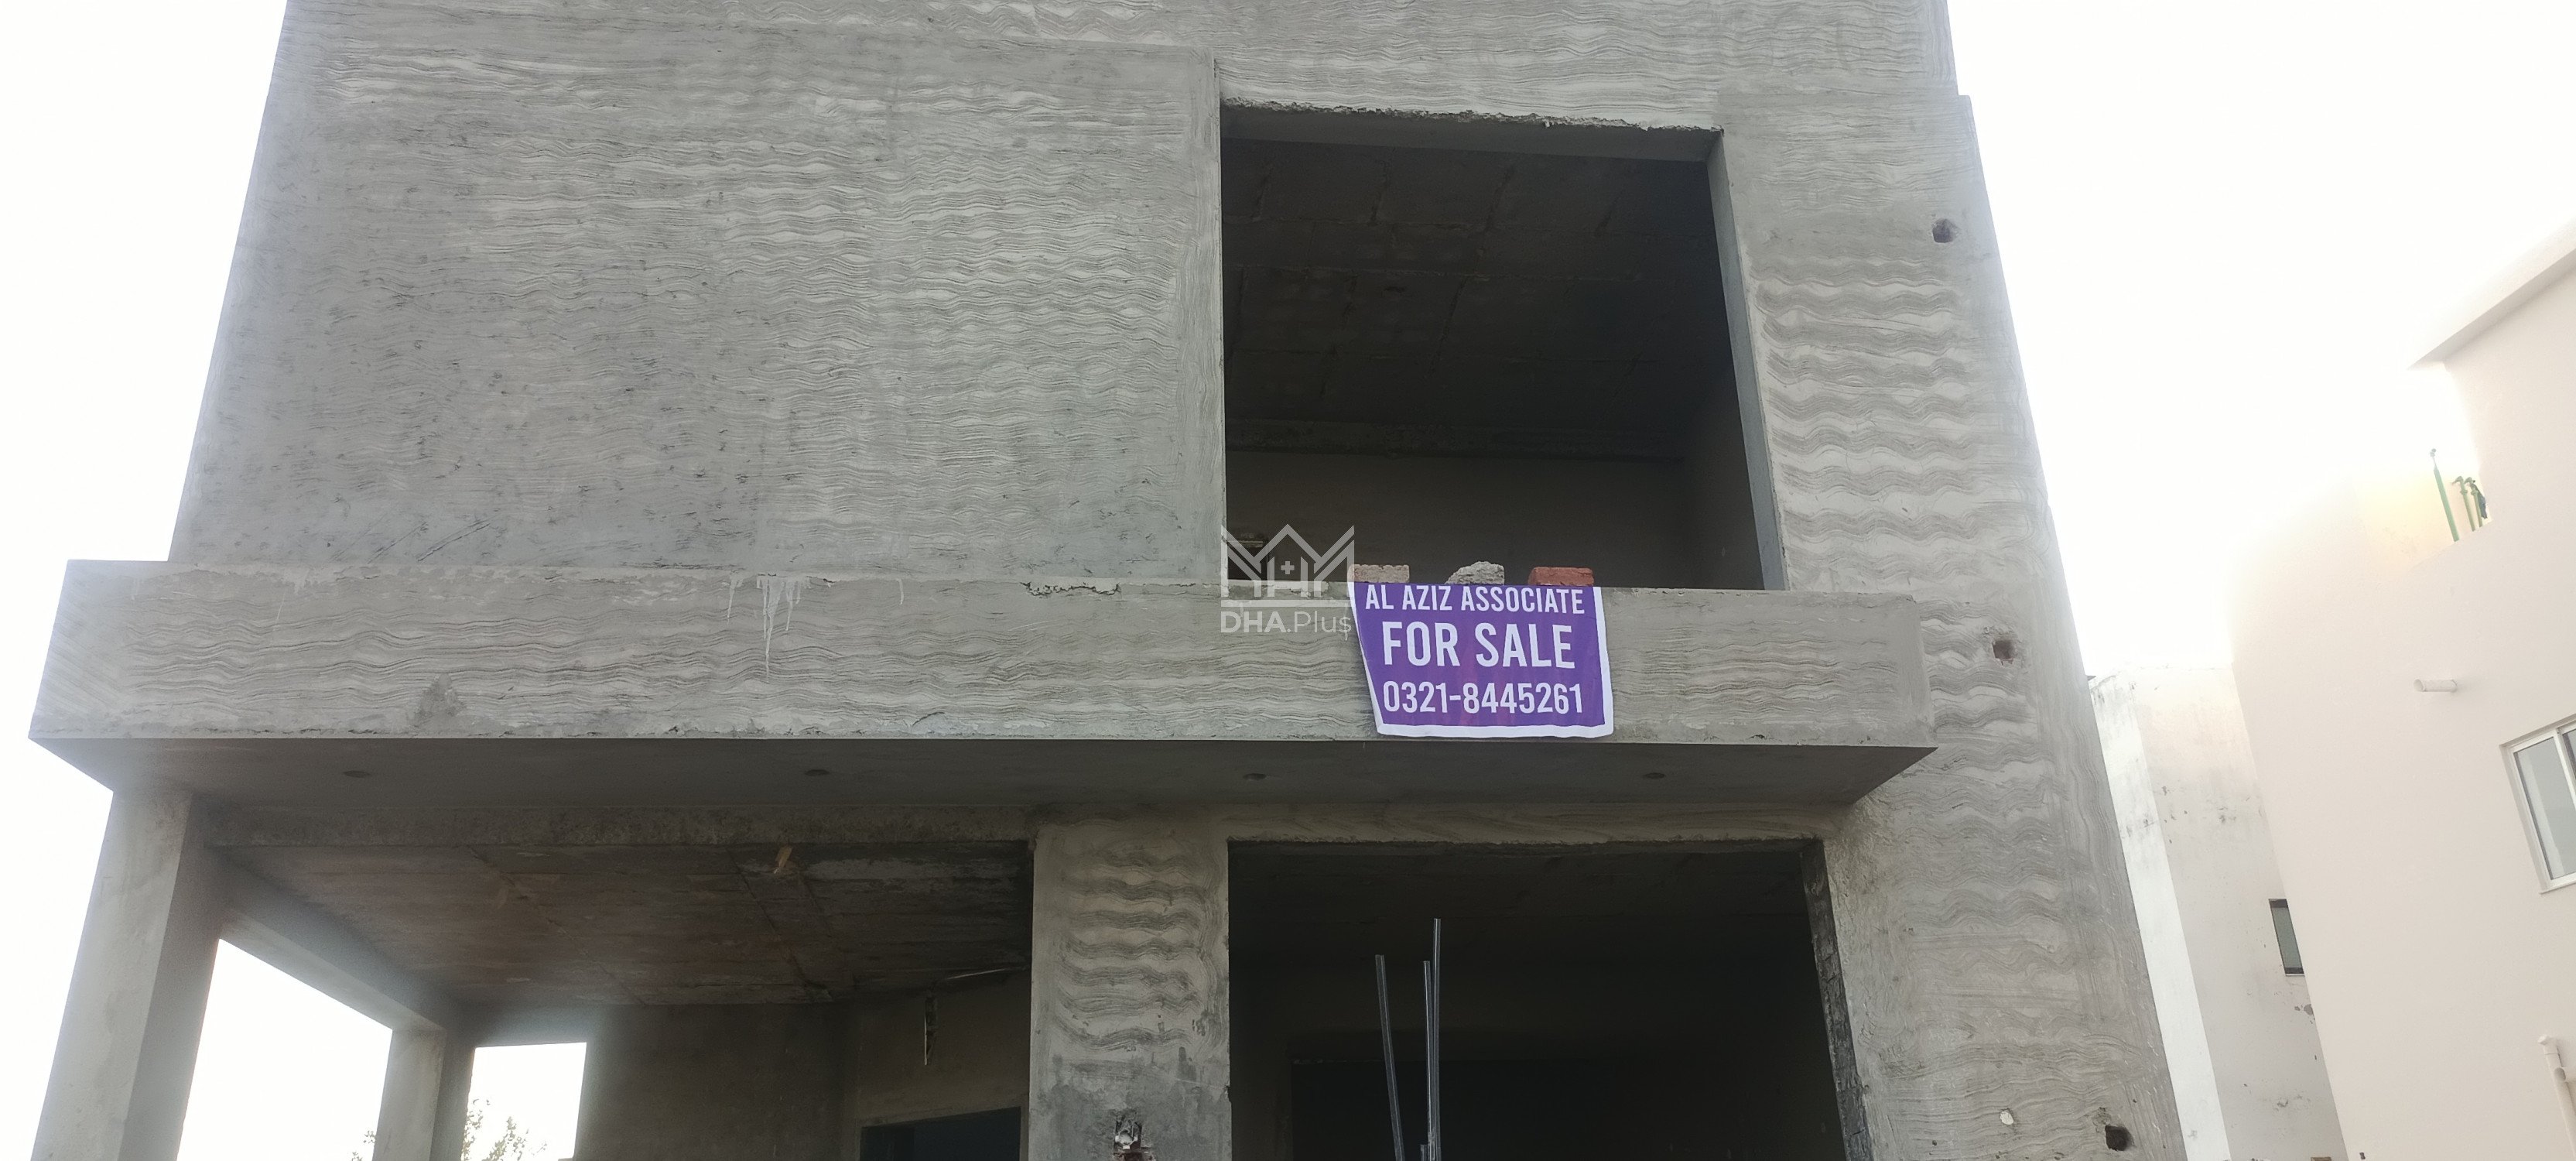 DHA.Plus
AL AZIZ ASSOCIATE
FOR SALE
0321-8445261